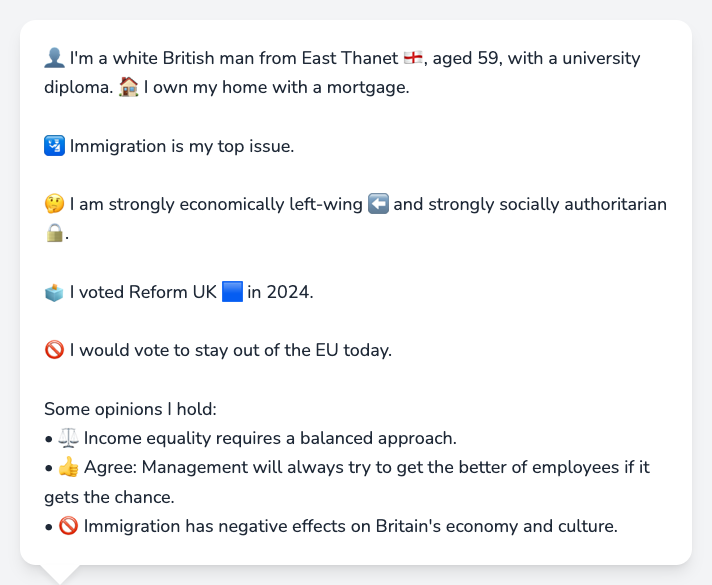 👤 I'm a white British man from East Thanet 🏴󠁧󠁢󠁥󠁮󠁧󠁿, aged 59, with a university
diploma. 🏠 I own my home with a mortgage.
🛂 Immigration is my top issue.
🤔 I am strongly economically left-wing ⬅️ and strongly socially authoritarian
🔒.
🗳️ I voted Reform UK 🟦 in 2024.
🚫 I would vote to stay out of the EU today.
Some opinions I hold:
• ⚖️ Income equality requires a balanced approach.
• 👍 Agree: Management will always try to get the better of employees if it
gets the chance.
• 🚫 Immigration has negative effects on Britain's economy and culture.